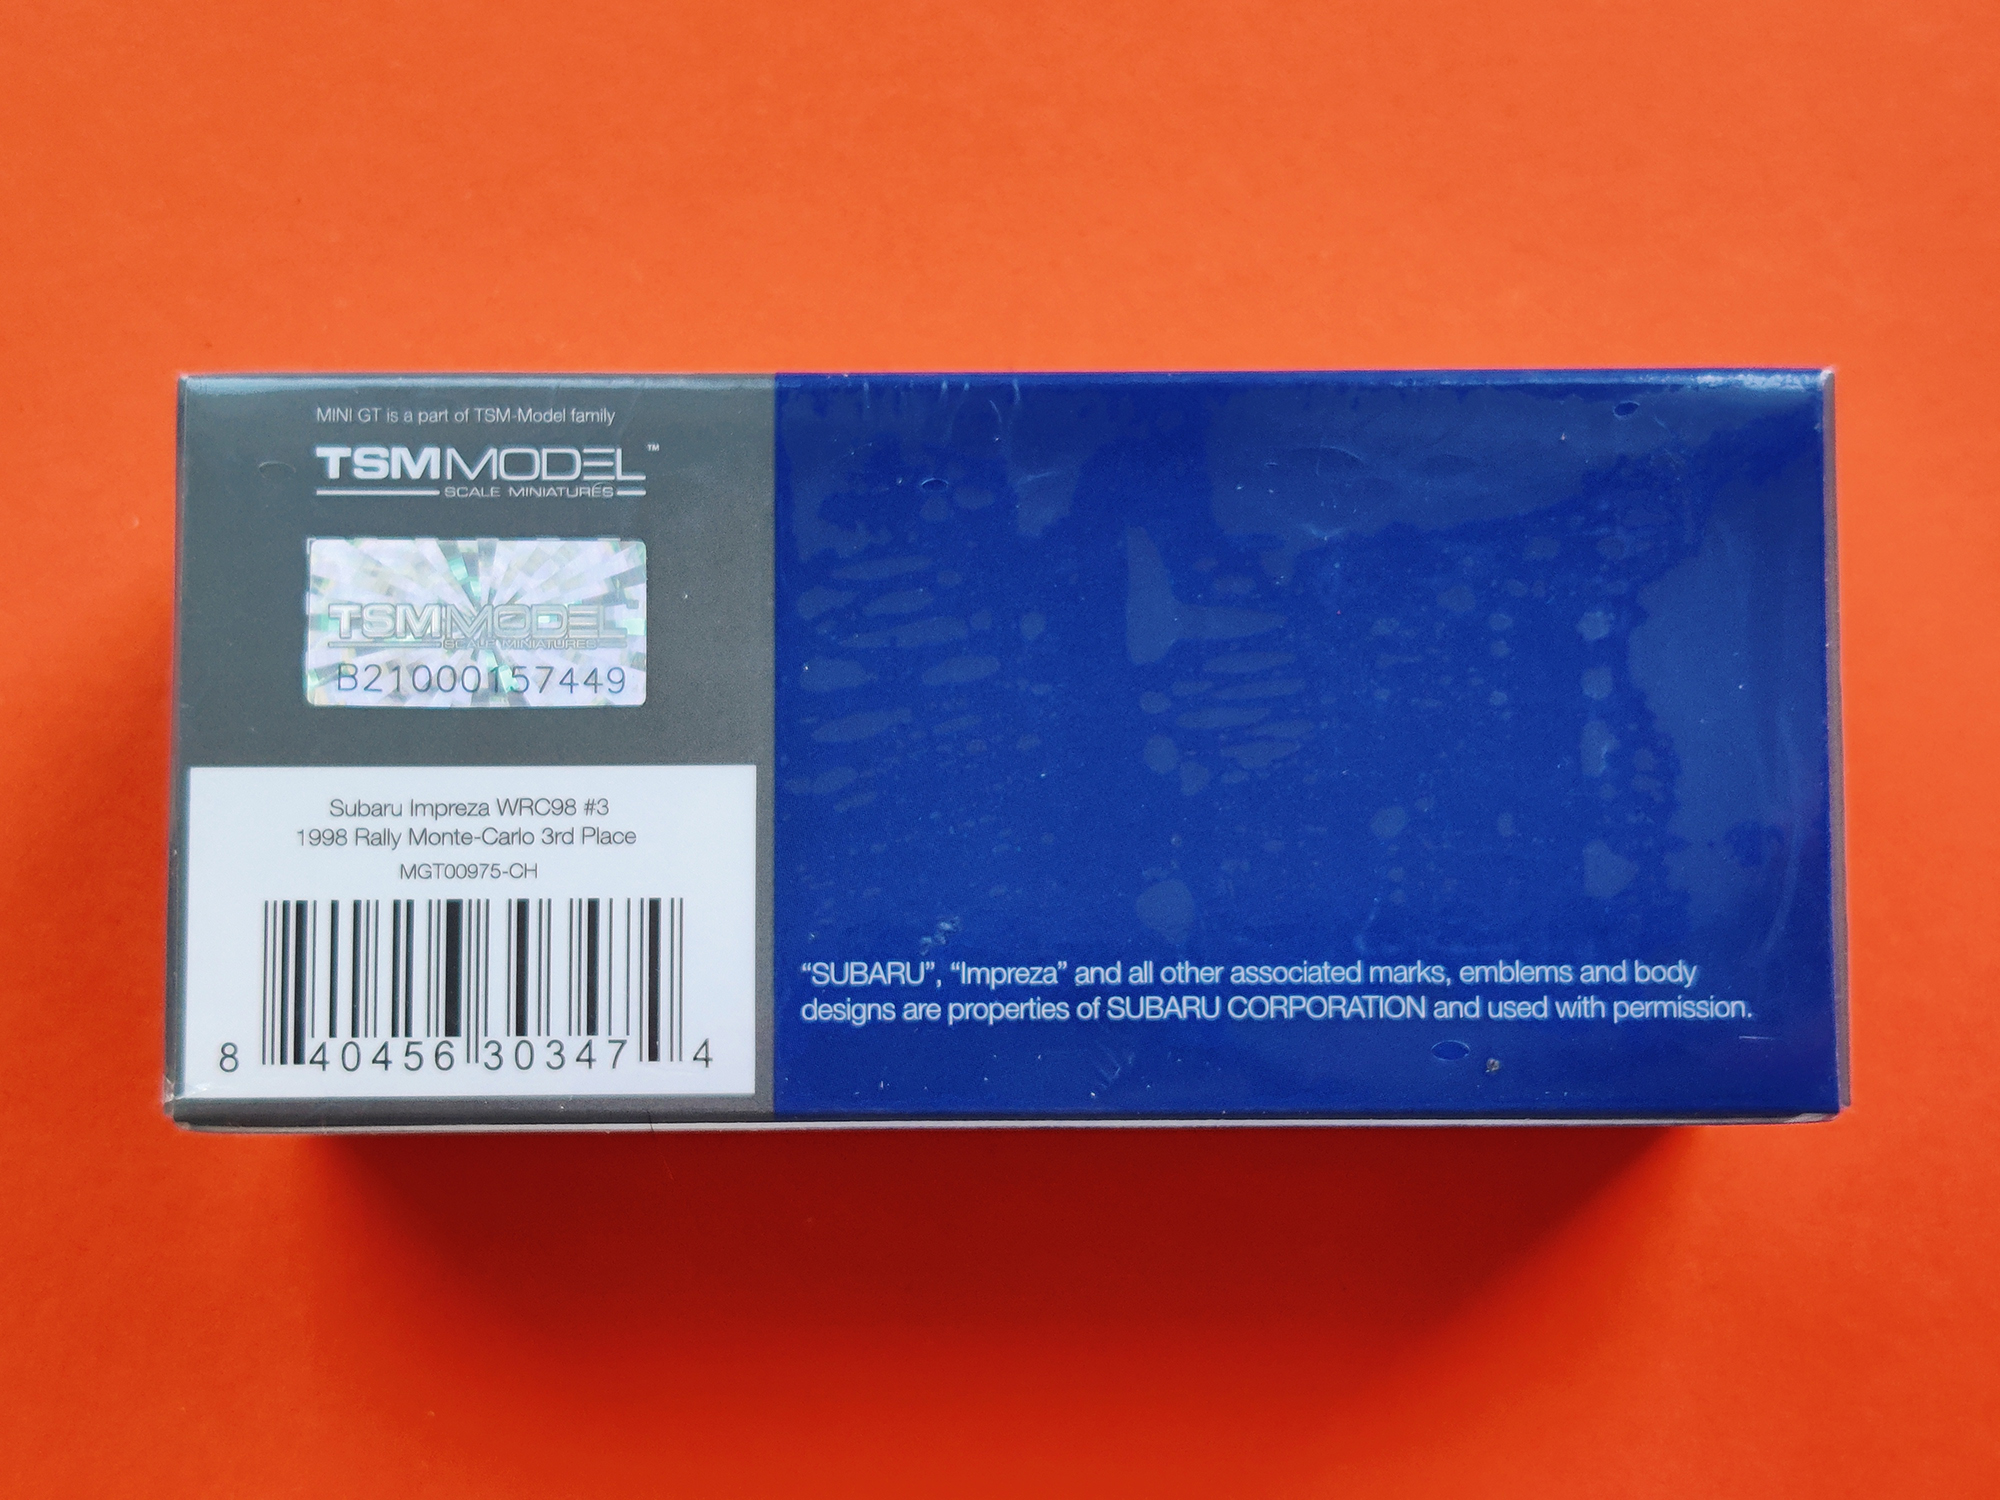 MINI GT is a part of TSM-Model family
TSMMODEL™
SCALE MINIATURES
TSMMODEL
SCALE MINIATURES
B21000157449
Subaru Impreza WRC98 #3
1998 Rally Monte-Carlo 3rd Place
MGT00975-CH
8 40456 30347 4
“SUBARU”, “Impreza” and all other associated marks, emblems and body
designs are properties of SUBARU CORPORATION and used with permission.